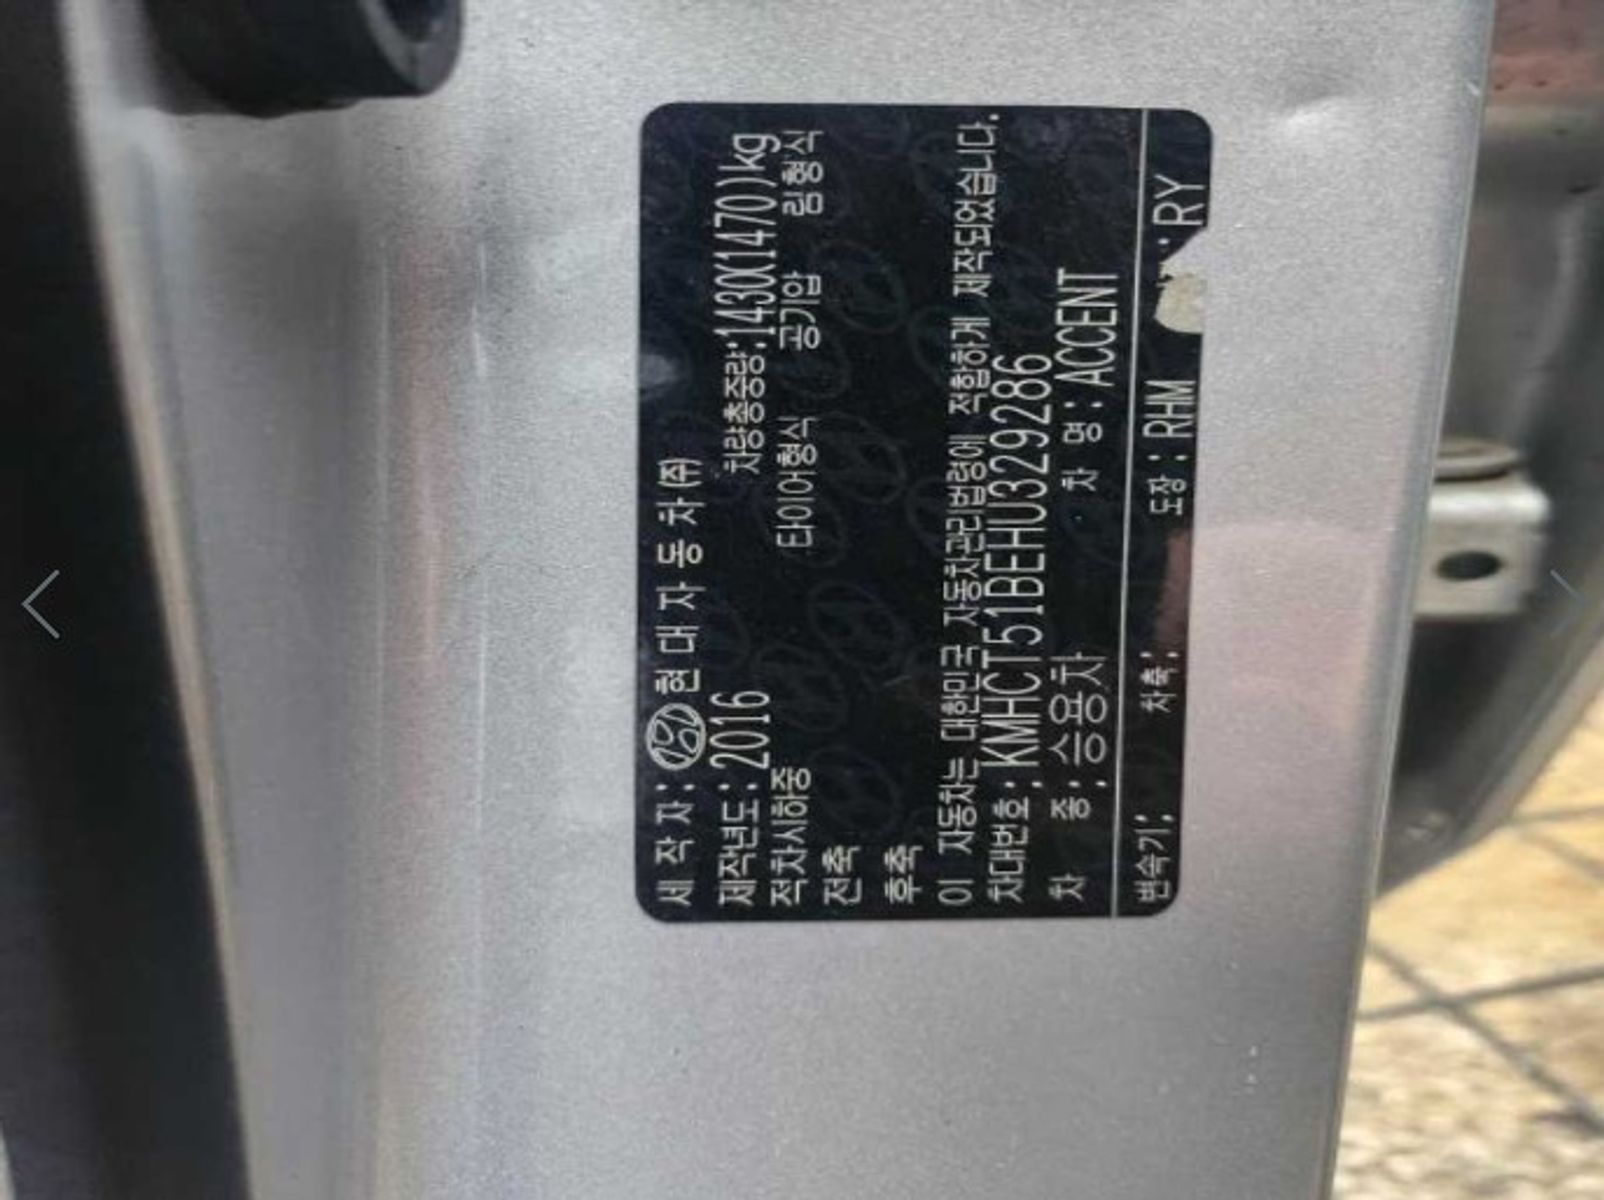 제 작 자 : 현 대 자 동 차 (주)
제작년도 : 2016 차량총중량 : 1430(1470)kg
적차시하중 타이어형식 공기압 림형식
전축
후축
이 자동차는 대한민국 자동차관리법령에 적합하게 제작되었습니다.
차대번호 : KMHCT51BEHU329286
차 종 : 승용차 차 명 : ACCENT
변속기: 차축: 도장 : RHM : RY